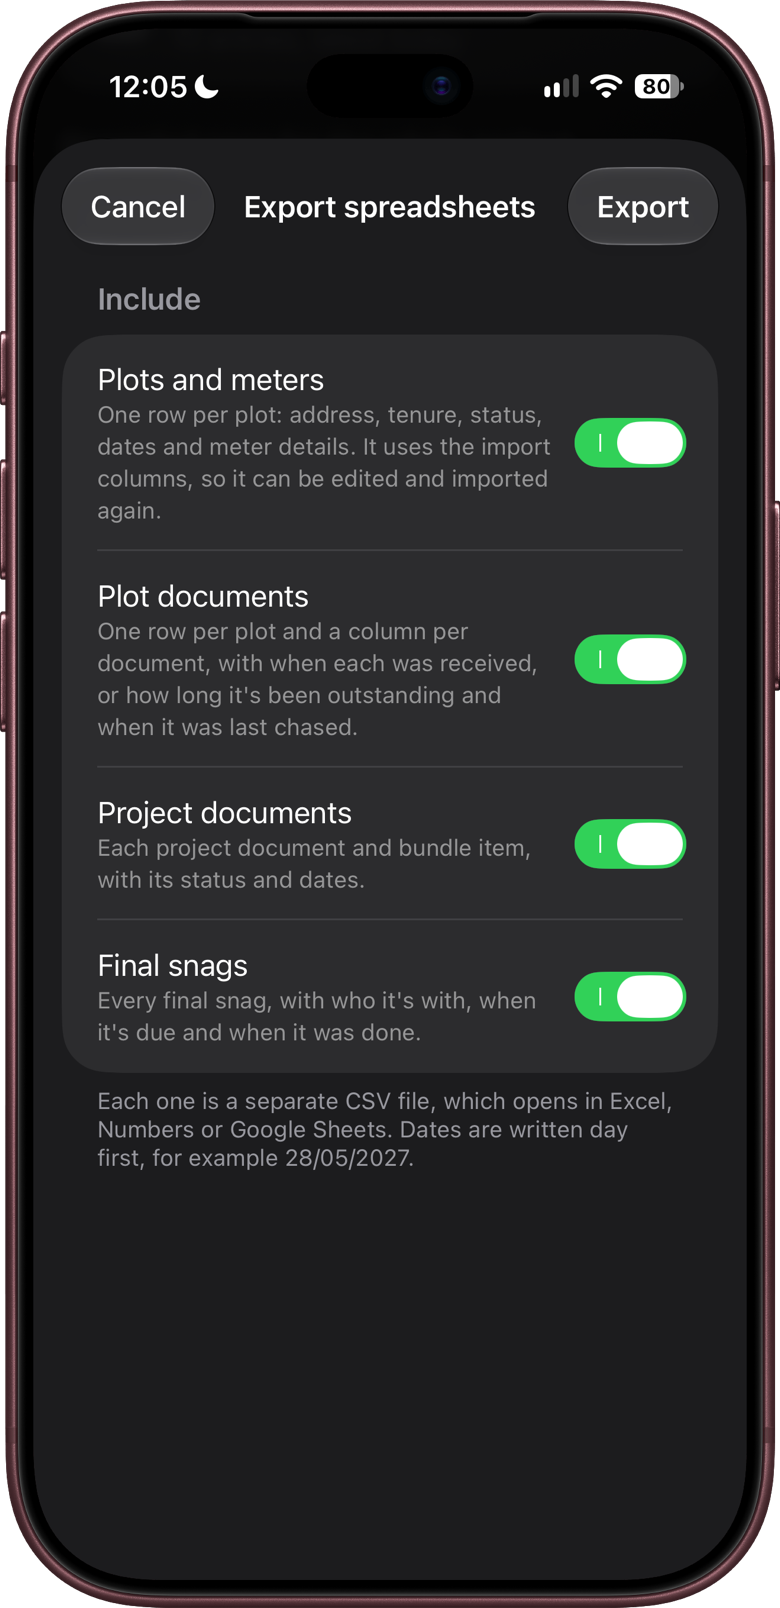 12:05
80
Cancel
Export spreadsheets
Export
Include
Plots and meters
One row per plot: address, tenure, status,
dates and meter details. It uses the import
columns, so it can be edited and imported
again.
Plot documents
One row per plot and a column per
document, with when each was received,
or how long it's been outstanding and
when it was last chased.
Project documents
Each project document and bundle item,
with its status and dates.
Final snags
Every final snag, with who it's with, when
it's due and when it was done.
Each one is a separate CSV file, which opens in Excel,
Numbers or Google Sheets. Dates are written day
first, for example 28/05/2027.